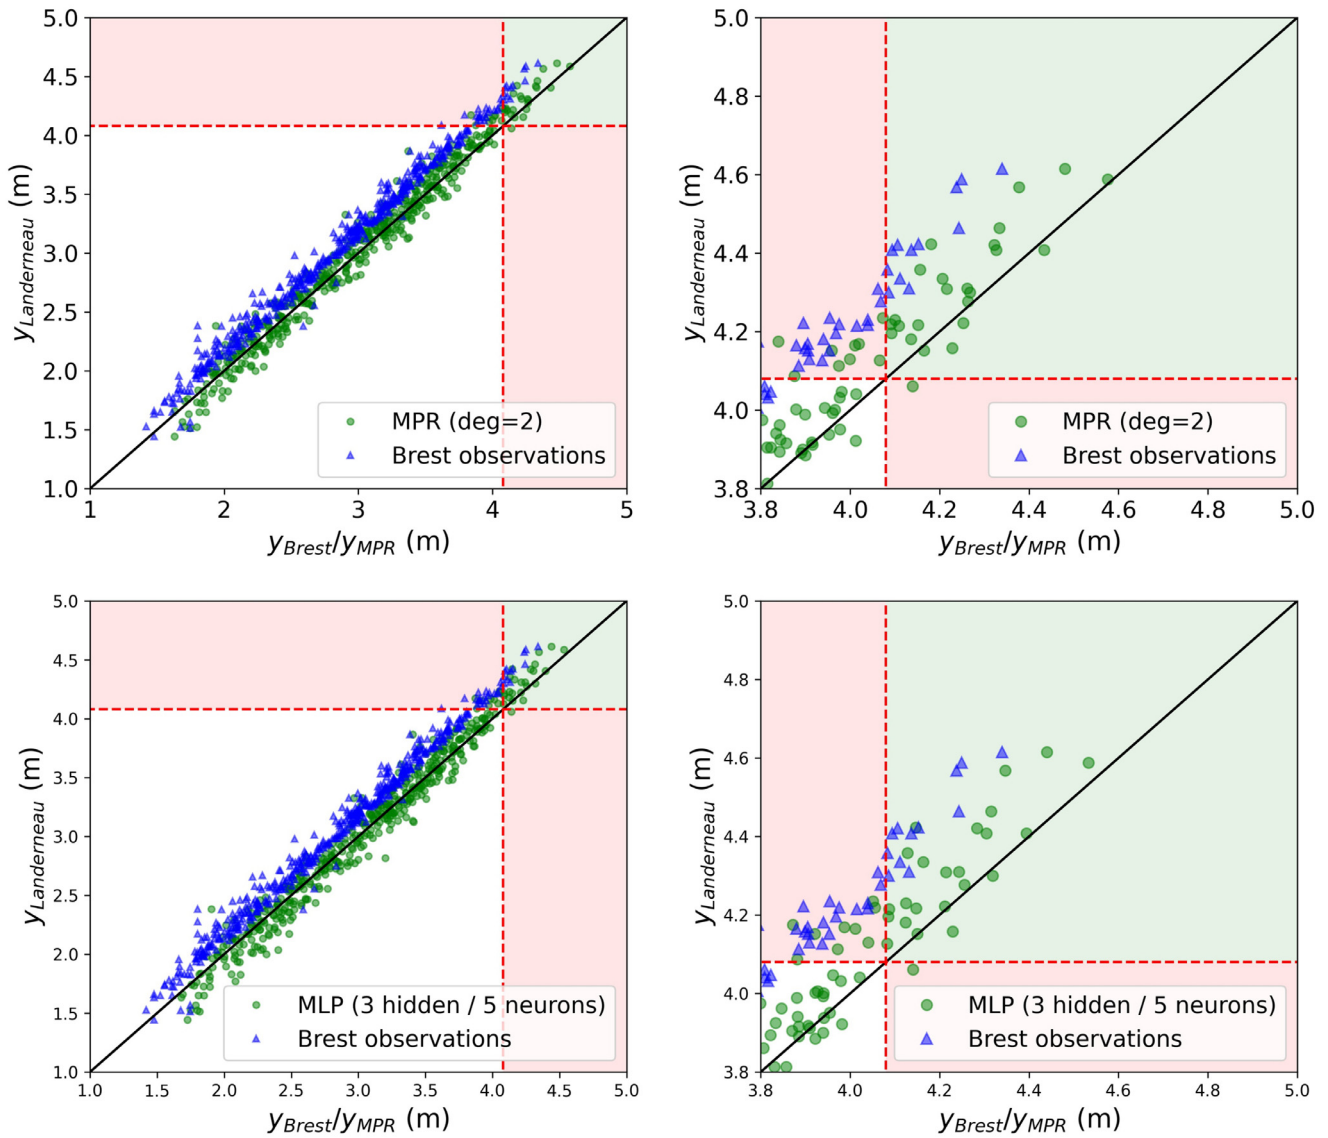 5.0
4.5
4.0
3.5
3.0
2.5
2.0
1.5
1.0
1 2 3 4 5
y_Landerneau (m)
y_Brest/y_MPR (m)
MPR (deg=2)
Brest observations
5.0
4.8
4.6
4.4
4.2
4.0
3.8
3.8 4.0 4.2 4.4 4.6 4.8 5.0
y_Landerneau (m)
y_Brest/y_MPR (m)
MPR (deg=2)
Brest observations
5.0
4.5
4.0
3.5
3.0
2.5
2.0
1.5
1.0
1.0 1.5 2.0 2.5 3.0 3.5 4.0 4.5 5.0
y_Landerneau (m)
y_Brest/y_MPR (m)
MLP (3 hidden / 5 neurons)
Brest observations
5.0
4.8
4.6
4.4
4.2
4.0
3.8
3.8 4.0 4.2 4.4 4.6 4.8 5.0
y_Landerneau (m)
y_Brest/y_MPR (m)
MLP (3 hidden / 5 neurons)
Brest observations